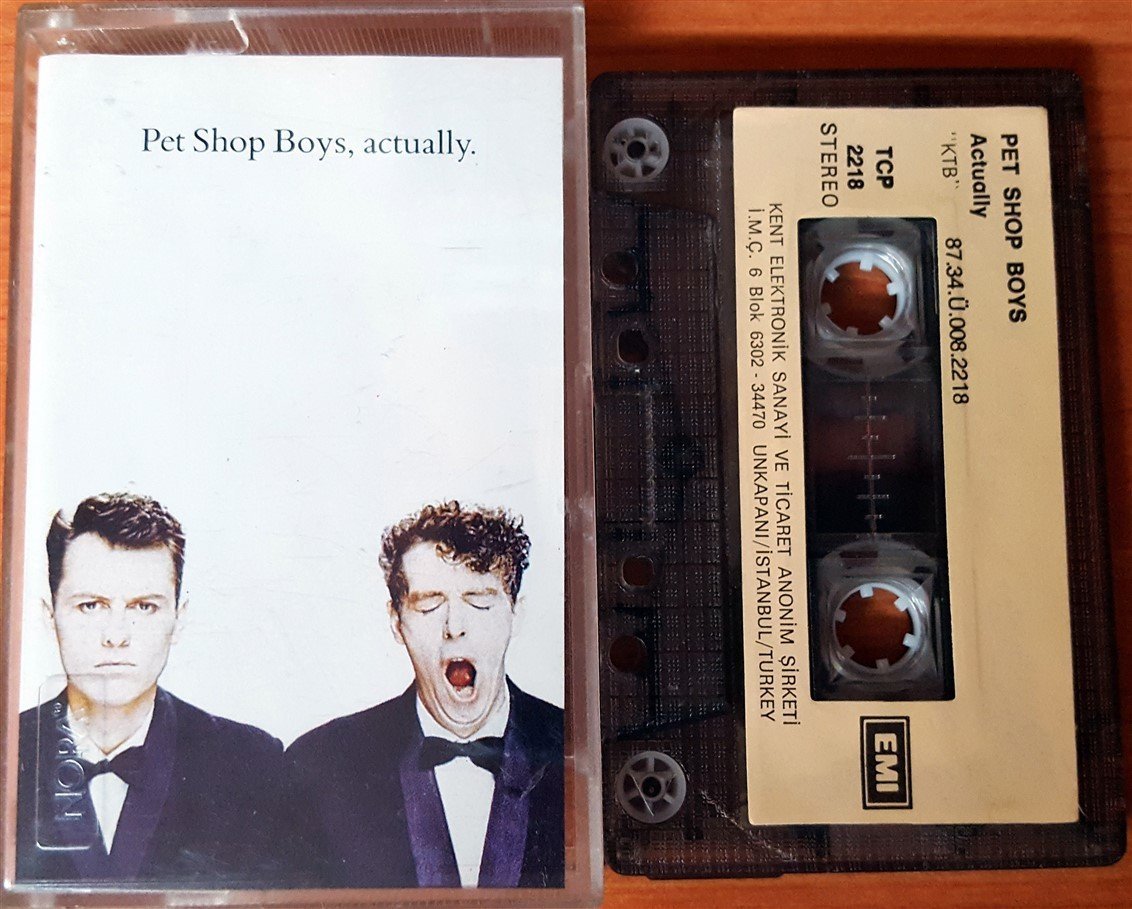 Pet Shop Boys, actually.
PET SHOP BOYS
Actually
"KTB"
87.34.Ü.008.2218
TCP
2218
STEREO
KENT ELEKTRONİK SANAYİ VE TİCARET ANONİM ŞİRKETİ
İ.M.Ç. 6 Blok 6302 - 34470 UNKAPANI/İSTANBUL/TURKEY
EMI